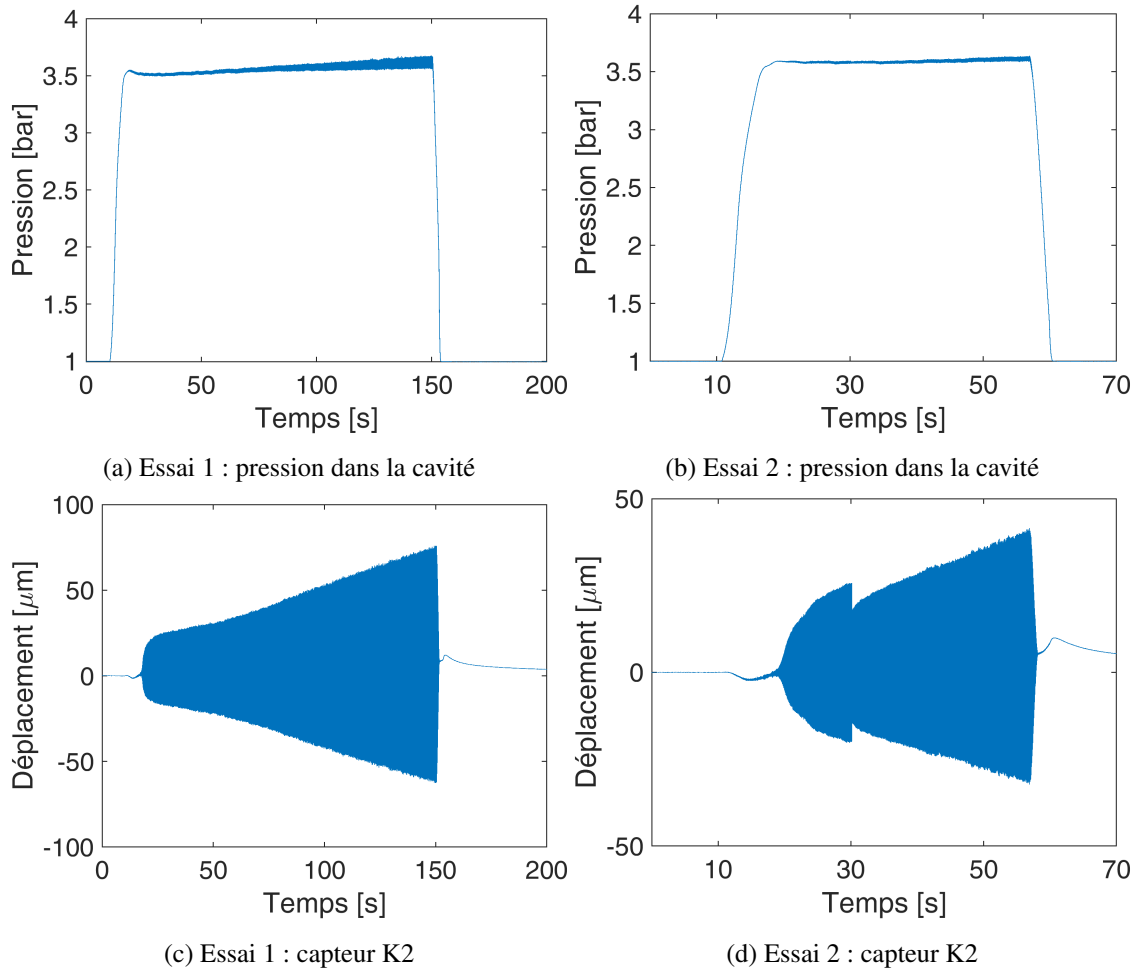 4
3.5
3
2.5
2
1.5
1
Pression [bar]
0 50 100 150 200
Temps [s]
(a) Essai 1 : pression dans la cavité
4
3.5
3
2.5
2
1.5
1
Pression [bar]
10 30 50 70
Temps [s]
(b) Essai 2 : pression dans la cavité
100
50
0
-50
-100
Déplacement [μm]
0 50 100 150 200
Temps [s]
(c) Essai 1 : capteur K2
50
0
-50
Déplacement [μm]
10 30 50 70
Temps [s]
(d) Essai 2 : capteur K2